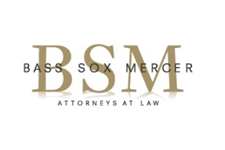 BSM
BASS SOX MERCER
ATTORNEYS AT LAW